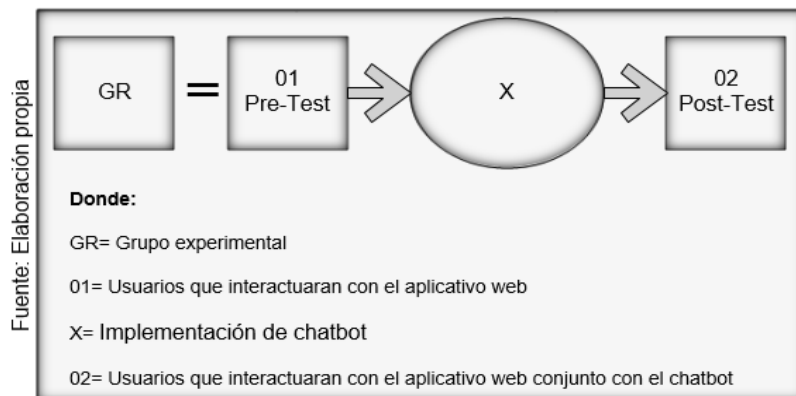 GR
=
01
Pre-Test
X
02
Post-Test
Donde:
GR= Grupo experimental
01= Usuarios que interactuaran con el aplicativo web
X= Implementación de chatbot
02= Usuarios que interactuaran con el aplicativo web conjunto con el chatbot
Fuente: Elaboración propia